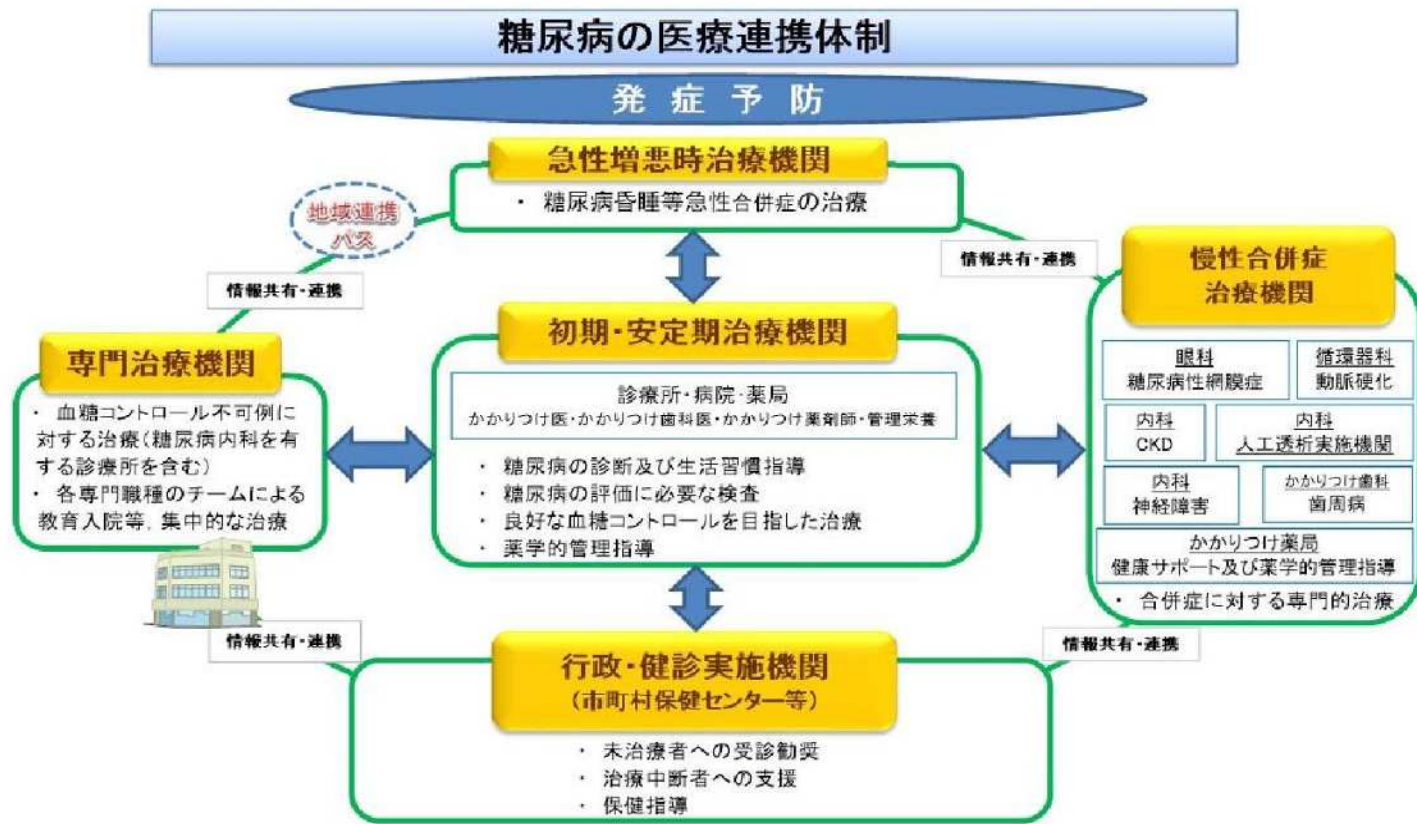 糖尿病の医療連携体制
発症予防
急性増悪時治療機関
・ 糖尿病昏睡等急性合併症の治療
地域連携
パス
情報共有・連携
情報共有・連携
専門治療機関
・ 血糖コントロール不可例に
対する治療(糖尿病内科を有
する診療所を含む)
・ 各専門職種のチームによる
教育入院等，集中的な治療
初期・安定期治療機関
診療所・病院・薬局
かかりつけ医・かかりつけ歯科医・かかりつけ薬剤師・管理栄養
・ 糖尿病の診断及び生活習慣指導
・ 糖尿病の評価に必要な検査
・ 良好な血糖コントロールを目指した治療
・ 薬学的管理指導
慢性合併症
治療機関
眼科
糖尿病性網膜症
循環器科
動脈硬化
内科
CKD
内科
人工透析実施機関
内科
神経障害
かかりつけ歯科
歯周病
かかりつけ薬局
健康サポート及び薬学的管理指導
・ 合併症に対する専門的治療
情報共有・連携
情報共有・連携
行政・健診実施機関
(市町村保健センター等)
・ 未治療者への受診勧奨
・ 治療中断者への支援
・ 保健指導